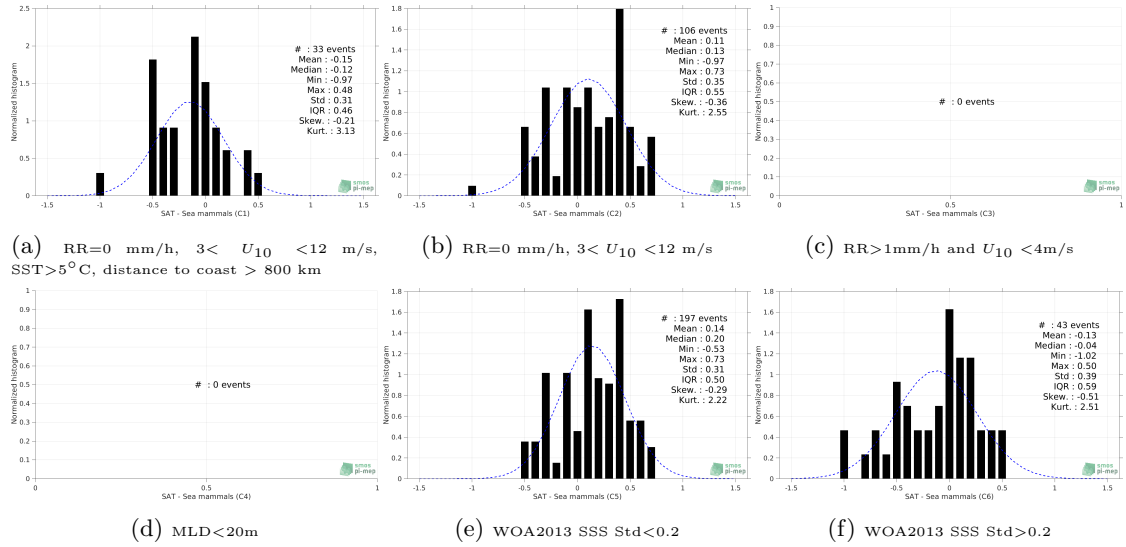 2.5
2
1.5
1
0.5
0
Normalized histogram
# : 33 events
Mean : -0.15
Median : -0.12
Min : -0.97
Max : 0.48
Std : 0.31
IQR : 0.46
Skew. : -0.21
Kurt. : 3.13
smos
pi-mep
-1.5 -1 -0.5 0 0.5 1 1.5
SAT - Sea mammals (C1)
(a) RR=0 mm/h, 3< U10 <12 m/s,
SST>5°C, distance to coast > 800 km
1.8
1.6
1.4
1.2
1
0.8
0.6
0.4
0.2
0
Normalized histogram
# : 106 events
Mean : 0.11
Median : 0.13
Min : -0.97
Max : 0.73
Std : 0.35
IQR : 0.55
Skew. : -0.36
Kurt. : 2.55
smos
pi-mep
-1.5 -1 -0.5 0 0.5 1 1.5
SAT - Sea mammals (C2)
(b) RR=0 mm/h, 3< U10 <12 m/s
1
0.9
0.8
0.7
0.6
0.5
0.4
0.3
0.2
0.1
0
Normalized histogram
# : 0 events
smos
pi-mep
0 0.5 1
SAT - Sea mammals (C3)
(c) RR>1mm/h and U10 <4m/s
1
0.9
0.8
0.7
0.6
0.5
0.4
0.3
0.2
0.1
0
Normalized histogram
# : 0 events
smos
pi-mep
0 0.5 1
SAT - Sea mammals (C4)
(d) MLD<20m
1.8
1.6
1.4
1.2
1
0.8
0.6
0.4
0.2
0
Normalized histogram
# : 197 events
Mean : 0.14
Median : 0.20
Min : -0.53
Max : 0.73
Std : 0.31
IQR : 0.50
Skew. : -0.29
Kurt. : 2.22
smos
pi-mep
-1.5 -1 -0.5 0 0.5 1 1.5
SAT - Sea mammals (C5)
(e) WOA2013 SSS Std<0.2
1.8
1.6
1.4
1.2
1
0.8
0.6
0.4
0.2
0
Normalized histogram
# : 43 events
Mean : -0.13
Median : -0.04
Min : -1.02
Max : 0.50
Std : 0.39
IQR : 0.59
Skew. : -0.51
Kurt. : 2.51
smos
pi-mep
-1.5 -1 -0.5 0 0.5 1 1.5
SAT - Sea mammals (C6)
(f) WOA2013 SSS Std>0.2